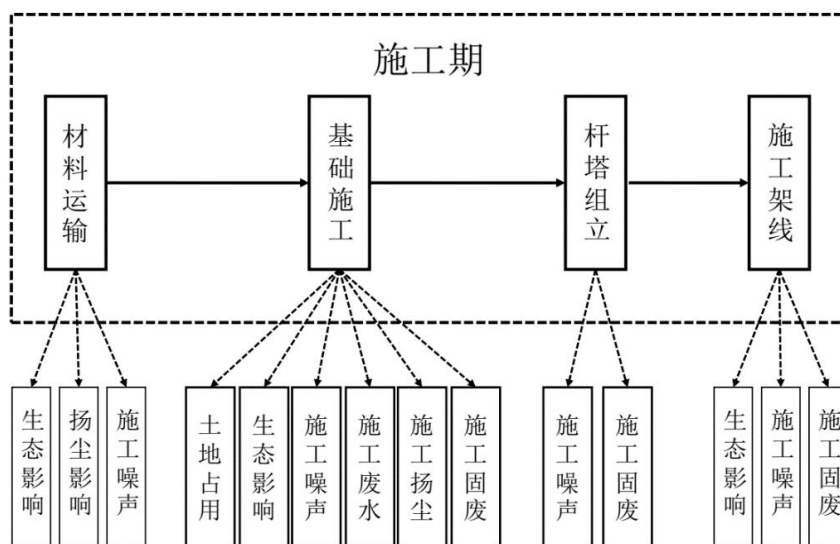 施工期
材料运输
基础施工
杆塔组立
施工架线
生态影响
扬尘影响
施工噪声
土地占用
生态影响
施工噪声
施工废水
施工扬尘
施工固废
施工噪声
施工固废
生态影响
施工噪声
施工固废